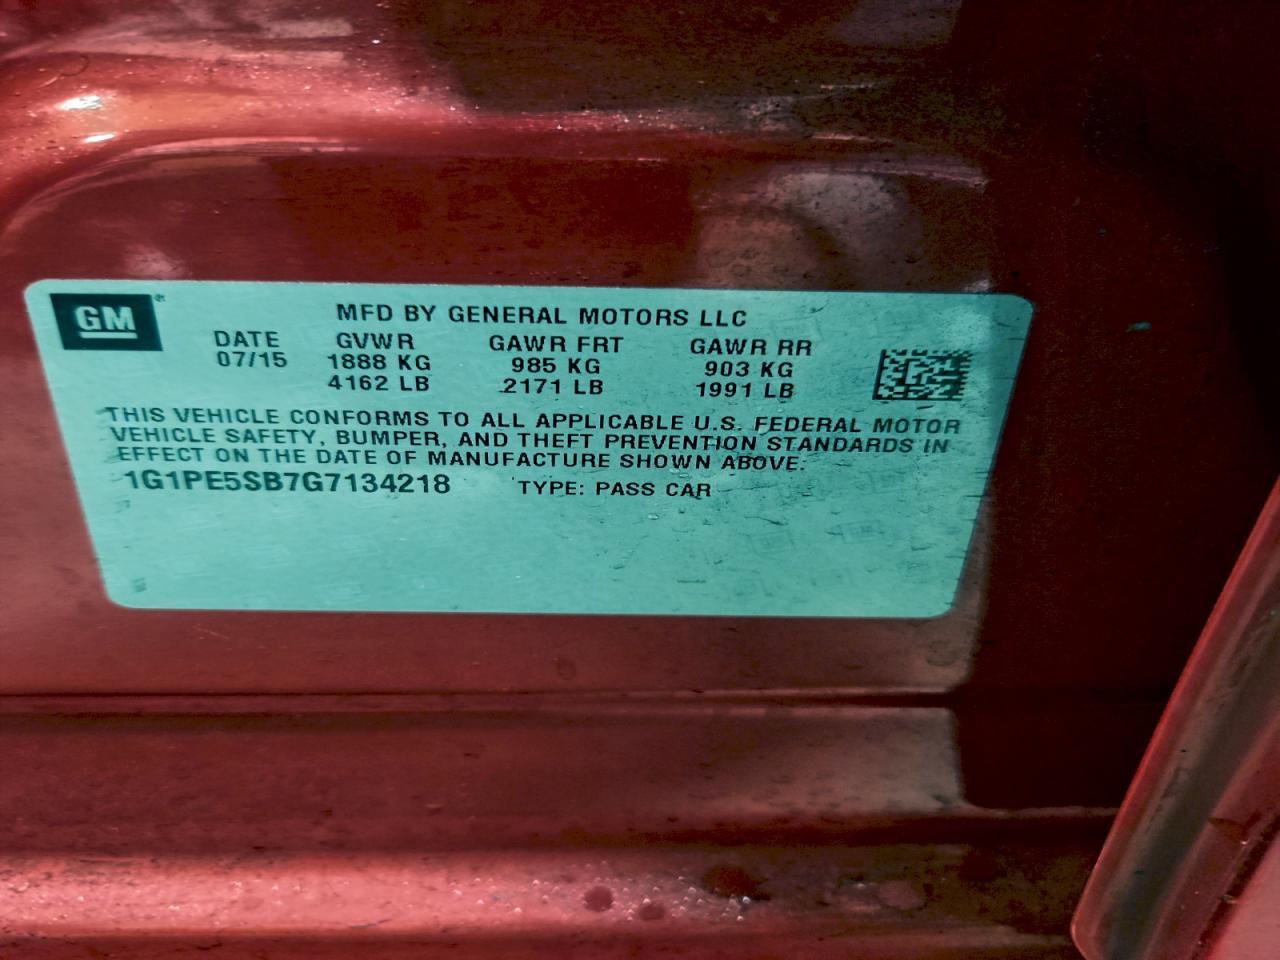 GM
MFD BY GENERAL MOTORS LLC
DATE GVWR GAWR FRT GAWR RR
07/15 1888 KG 985 KG 903 KG
4162 LB 2171 LB 1991 LB
THIS VEHICLE CONFORMS TO ALL APPLICABLE U.S. FEDERAL MOTOR
VEHICLE SAFETY, BUMPER, AND THEFT PREVENTION STANDARDS IN
EFFECT ON THE DATE OF MANUFACTURE SHOWN ABOVE.
1G1PE5SB7G7134218 TYPE: PASS CAR